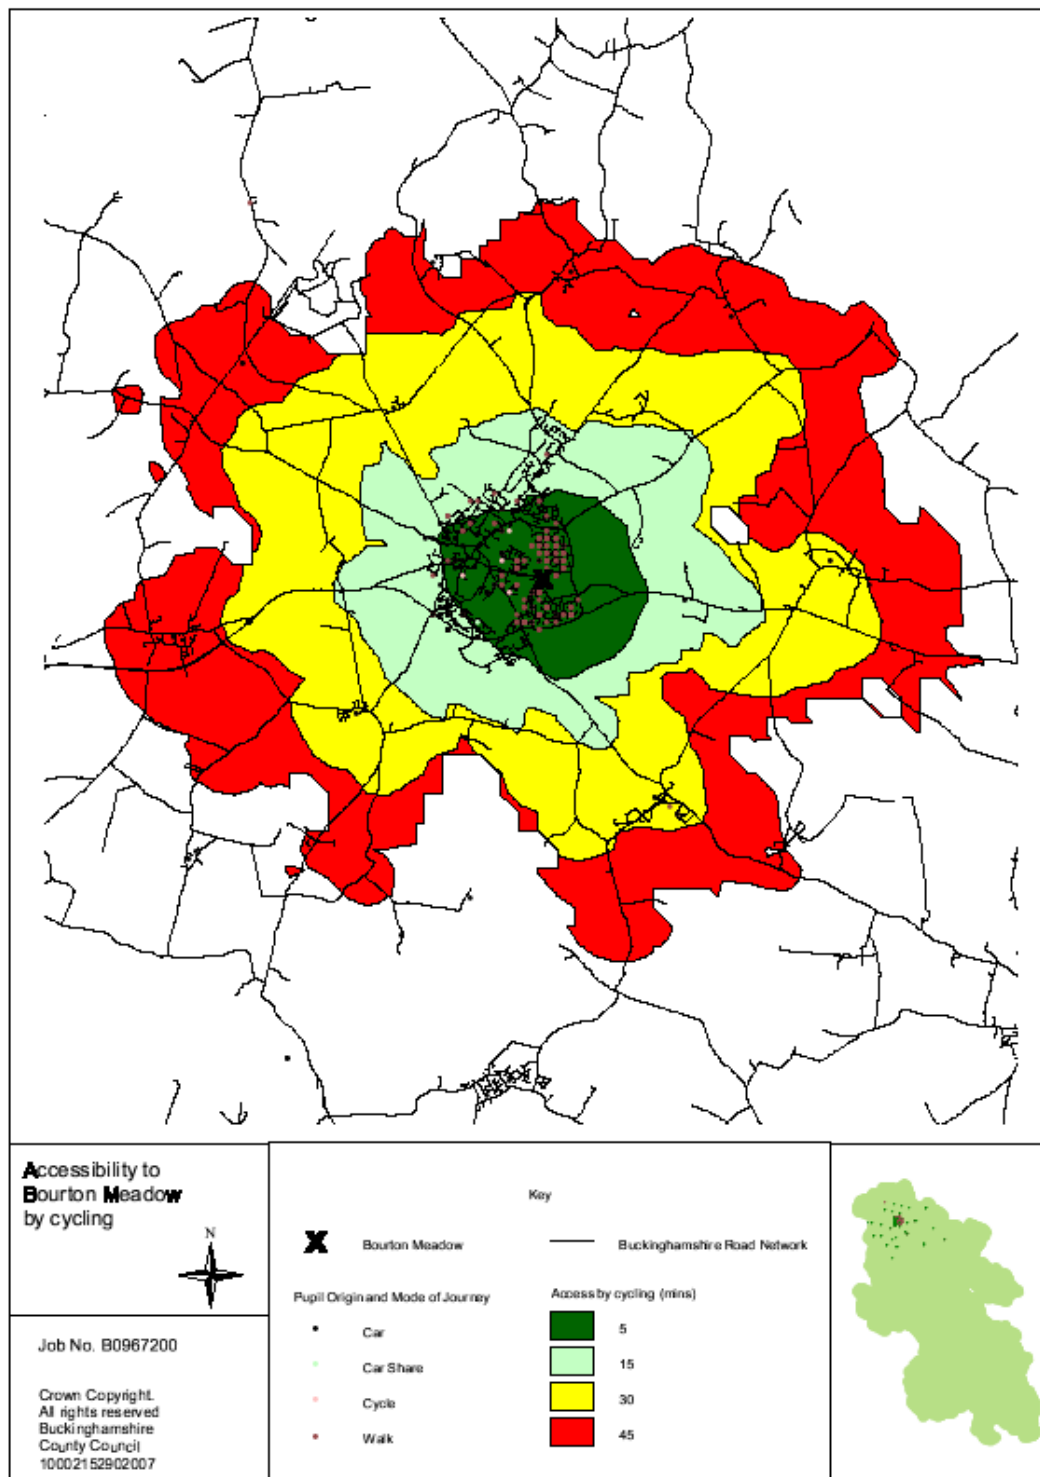 Accessibility to
Bourton Meadow
by cycling
N
Job No. B0967200
Crown Copyright.
All rights reserved
Buckinghamshire
County Council
10002152902007
Key
X Bourton Meadow
Buckinghamshire Road Network
Pupil Origin and Mode of Journey
Car
Car Share
Cycle
Walk
Access by cycling (mins)
5
15
30
45